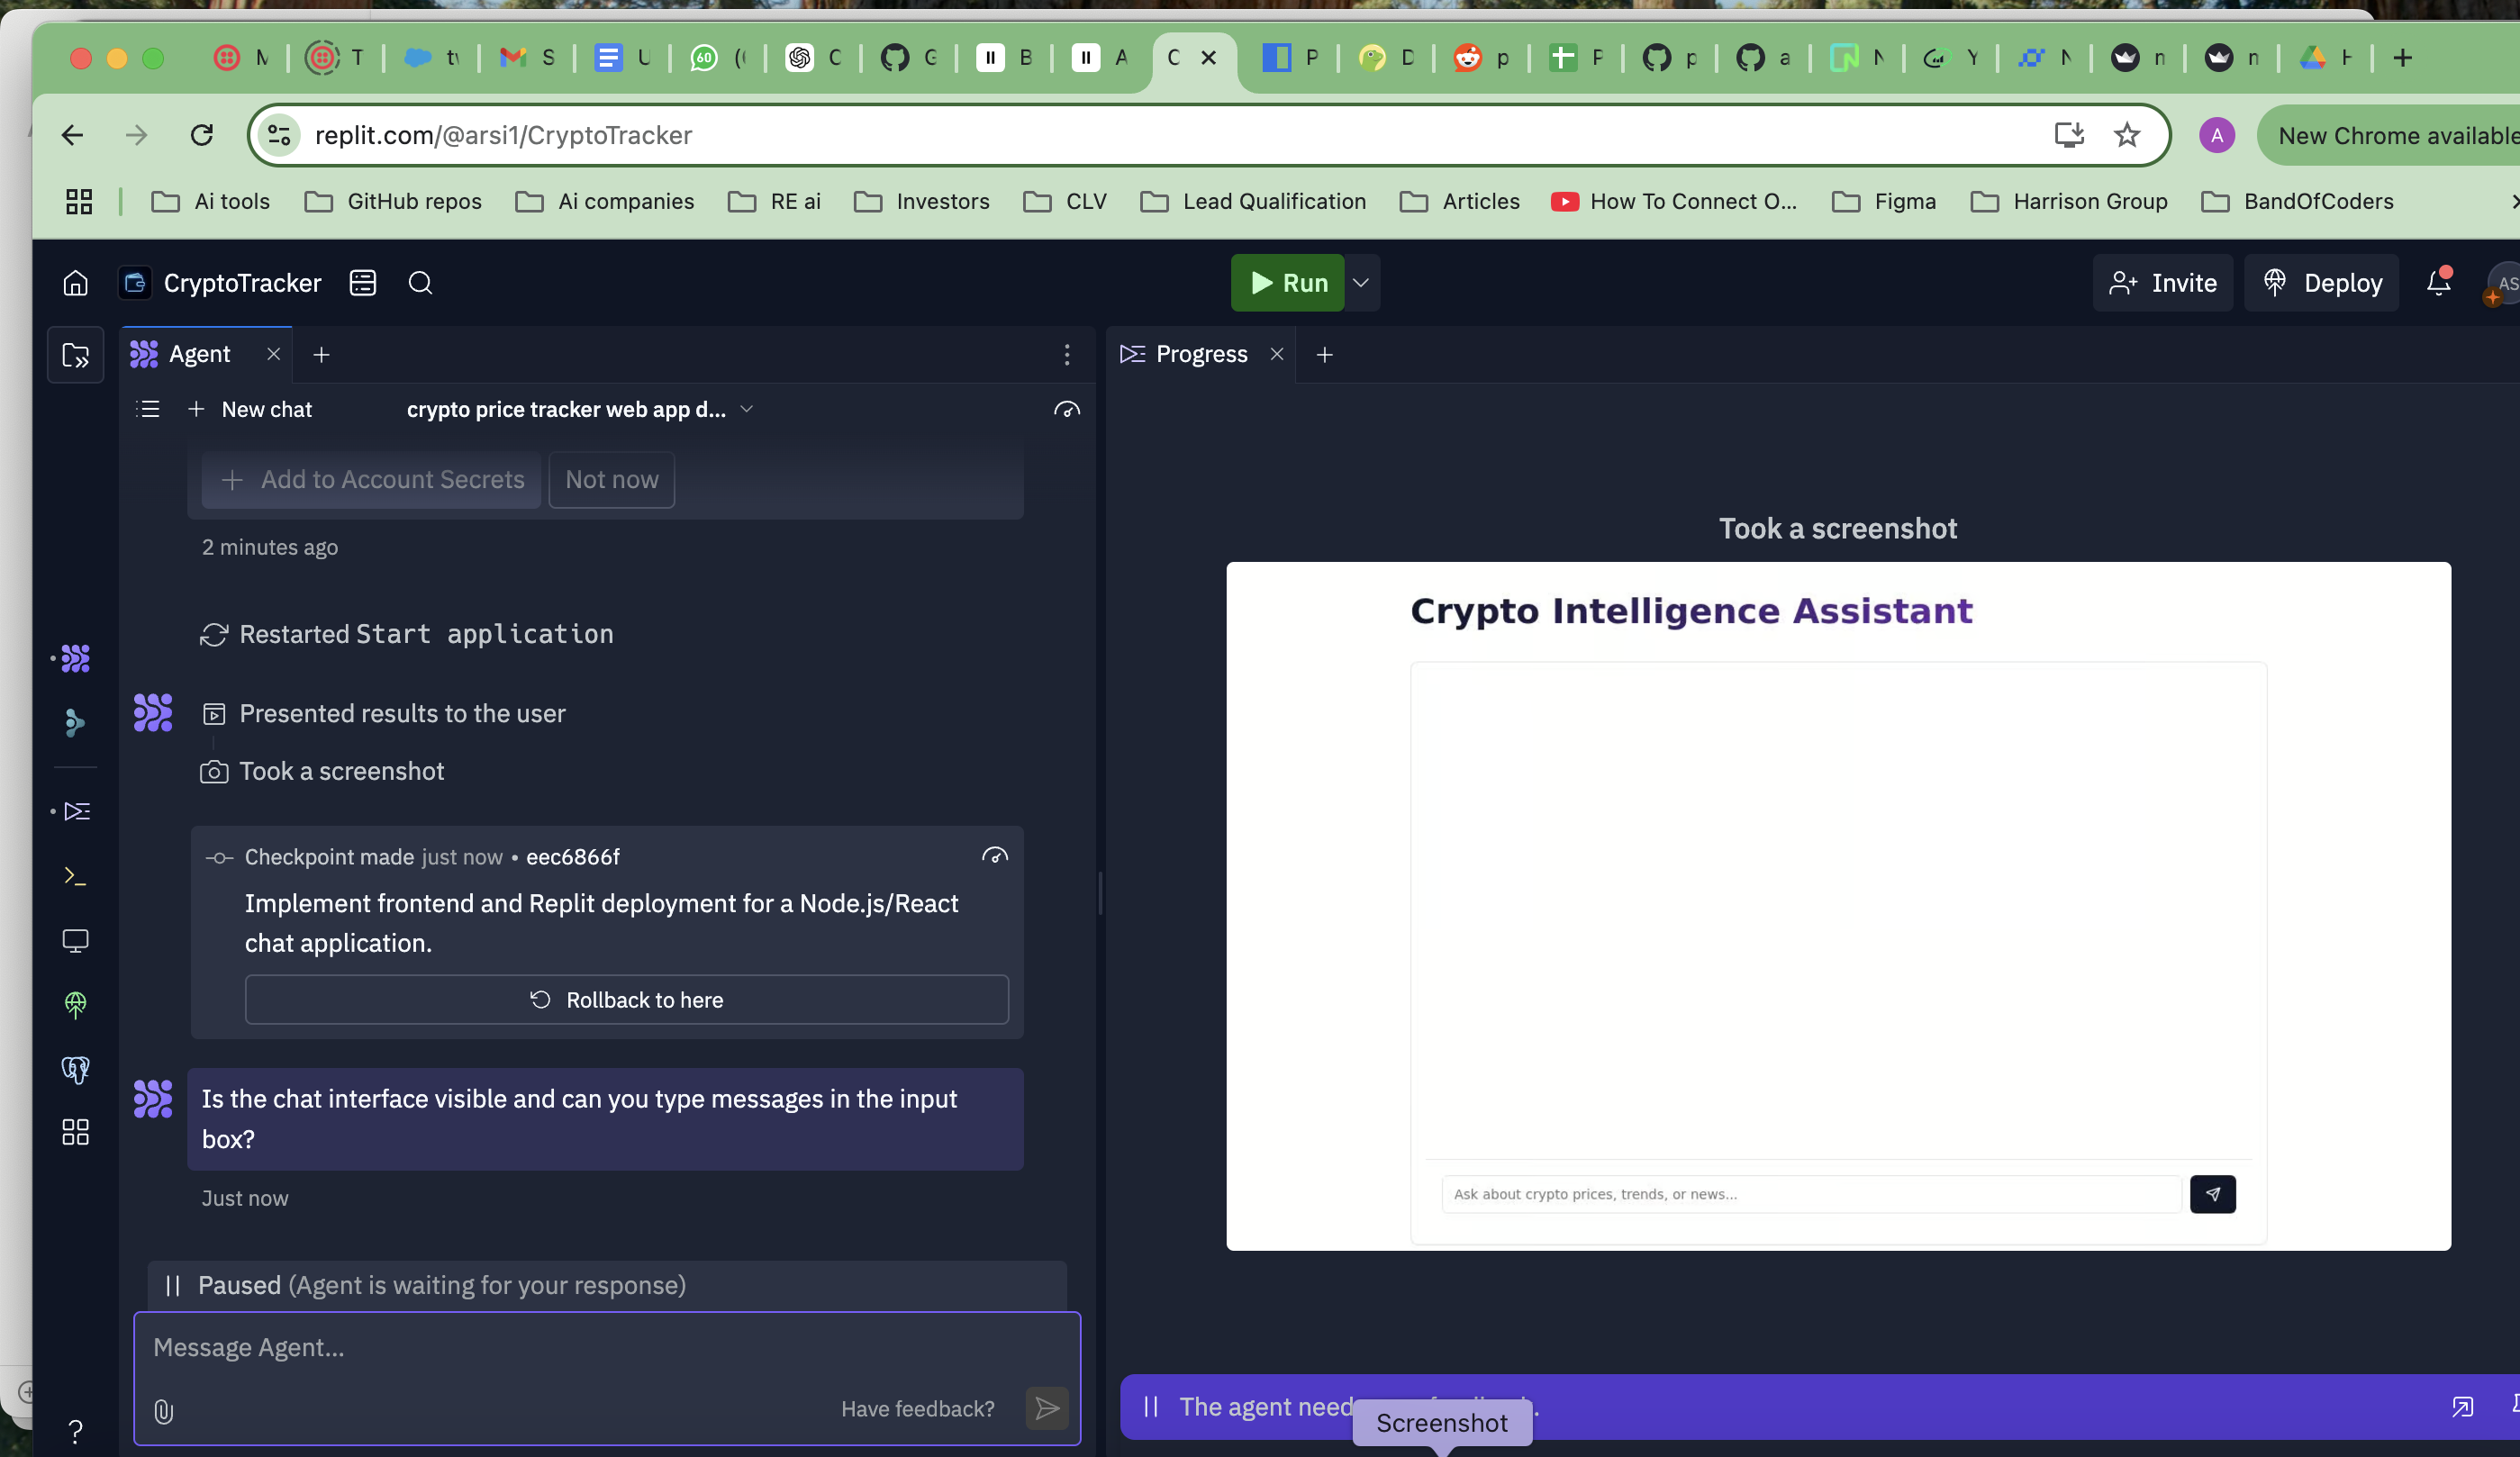 M T tv S U ( C G B A C P D p P p a N Y N n n H
60
replit.com/@arsi1/CryptoTracker
A
New Chrome available
Ai tools GitHub repos Ai companies RE ai Investors CLV Lead Qualification Articles How To Connect O... Figma Harrison Group BandOfCoders
CryptoTracker
Run
Invite Deploy AS
Agent
Progress
New chat crypto price tracker web app d...
Add to Account Secrets Not now
2 minutes ago
Restarted Start application
Presented results to the user
Took a screenshot
Checkpoint made just now • eec6866f
Implement frontend and Replit deployment for a Node.js/React
chat application.
Rollback to here
Is the chat interface visible and can you type messages in the input
box?
Just now
Paused (Agent is waiting for your response)
Message Agent...
Have feedback?
Took a screenshot
Crypto Intelligence Assistant
Ask about crypto prices, trends, or news...
The agent need
Screenshot